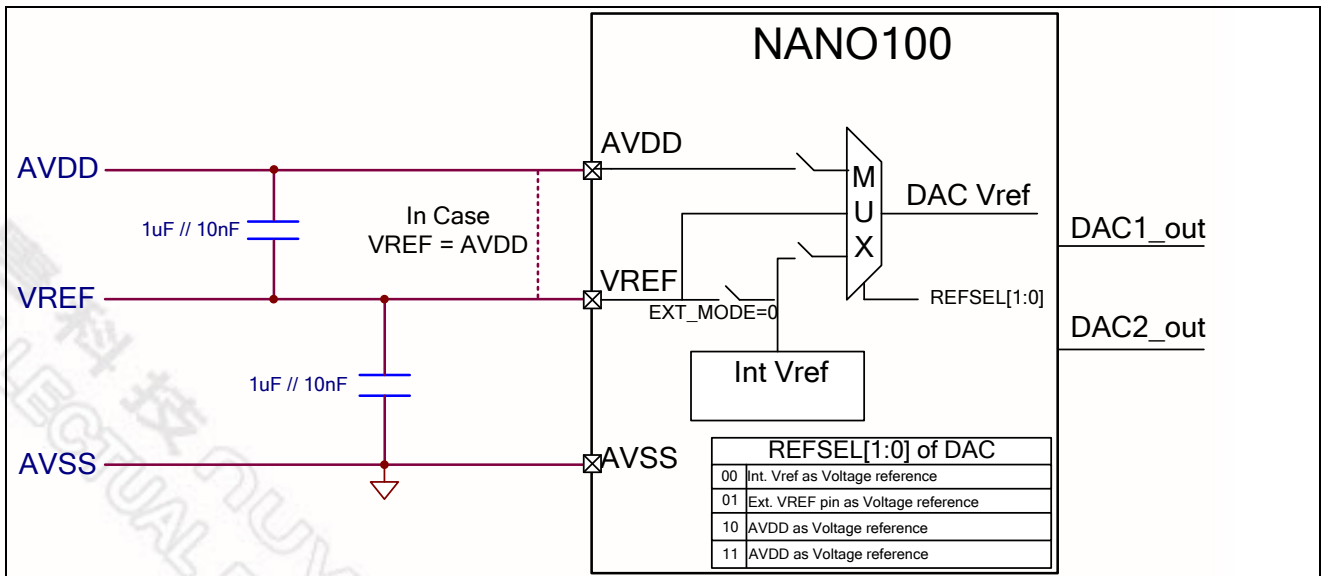 NANO100
AVDD
AVDD
1uF // 10nF
In Case
VREF = AVDD
MUX
DAC Vref
DAC1_out
VREF
VREF
EXT_MODE=0
REFSEL[1:0]
DAC2_out
Int Vref
1uF // 10nF
AVSS
AVSS
REFSEL[1:0] of DAC
00 Int. Vref as Voltage reference
01 Ext. VREF pin as Voltage reference
10 AVDD as Voltage reference
11 AVDD as Voltage reference